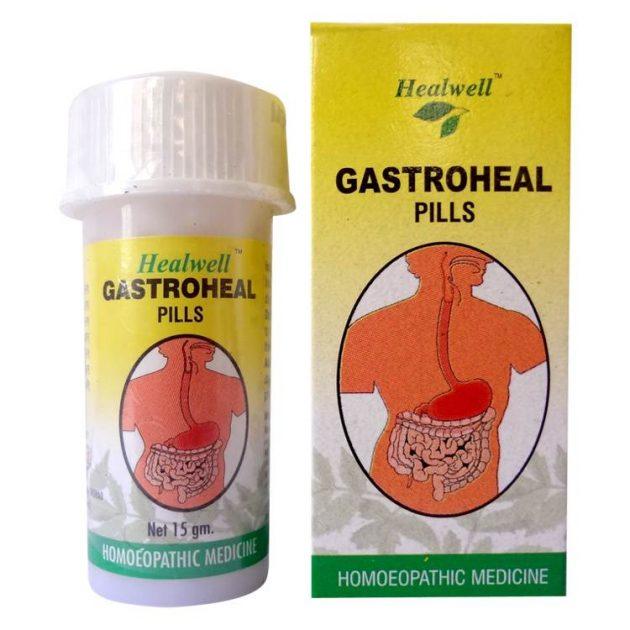 Healwell™
GASTROHEAL
PILLS
Net 15 gm.
HOMOEOPATHIC MEDICINE
Healwell™
GASTROHEAL
PILLS
HOMOEOPATHIC MEDICINE